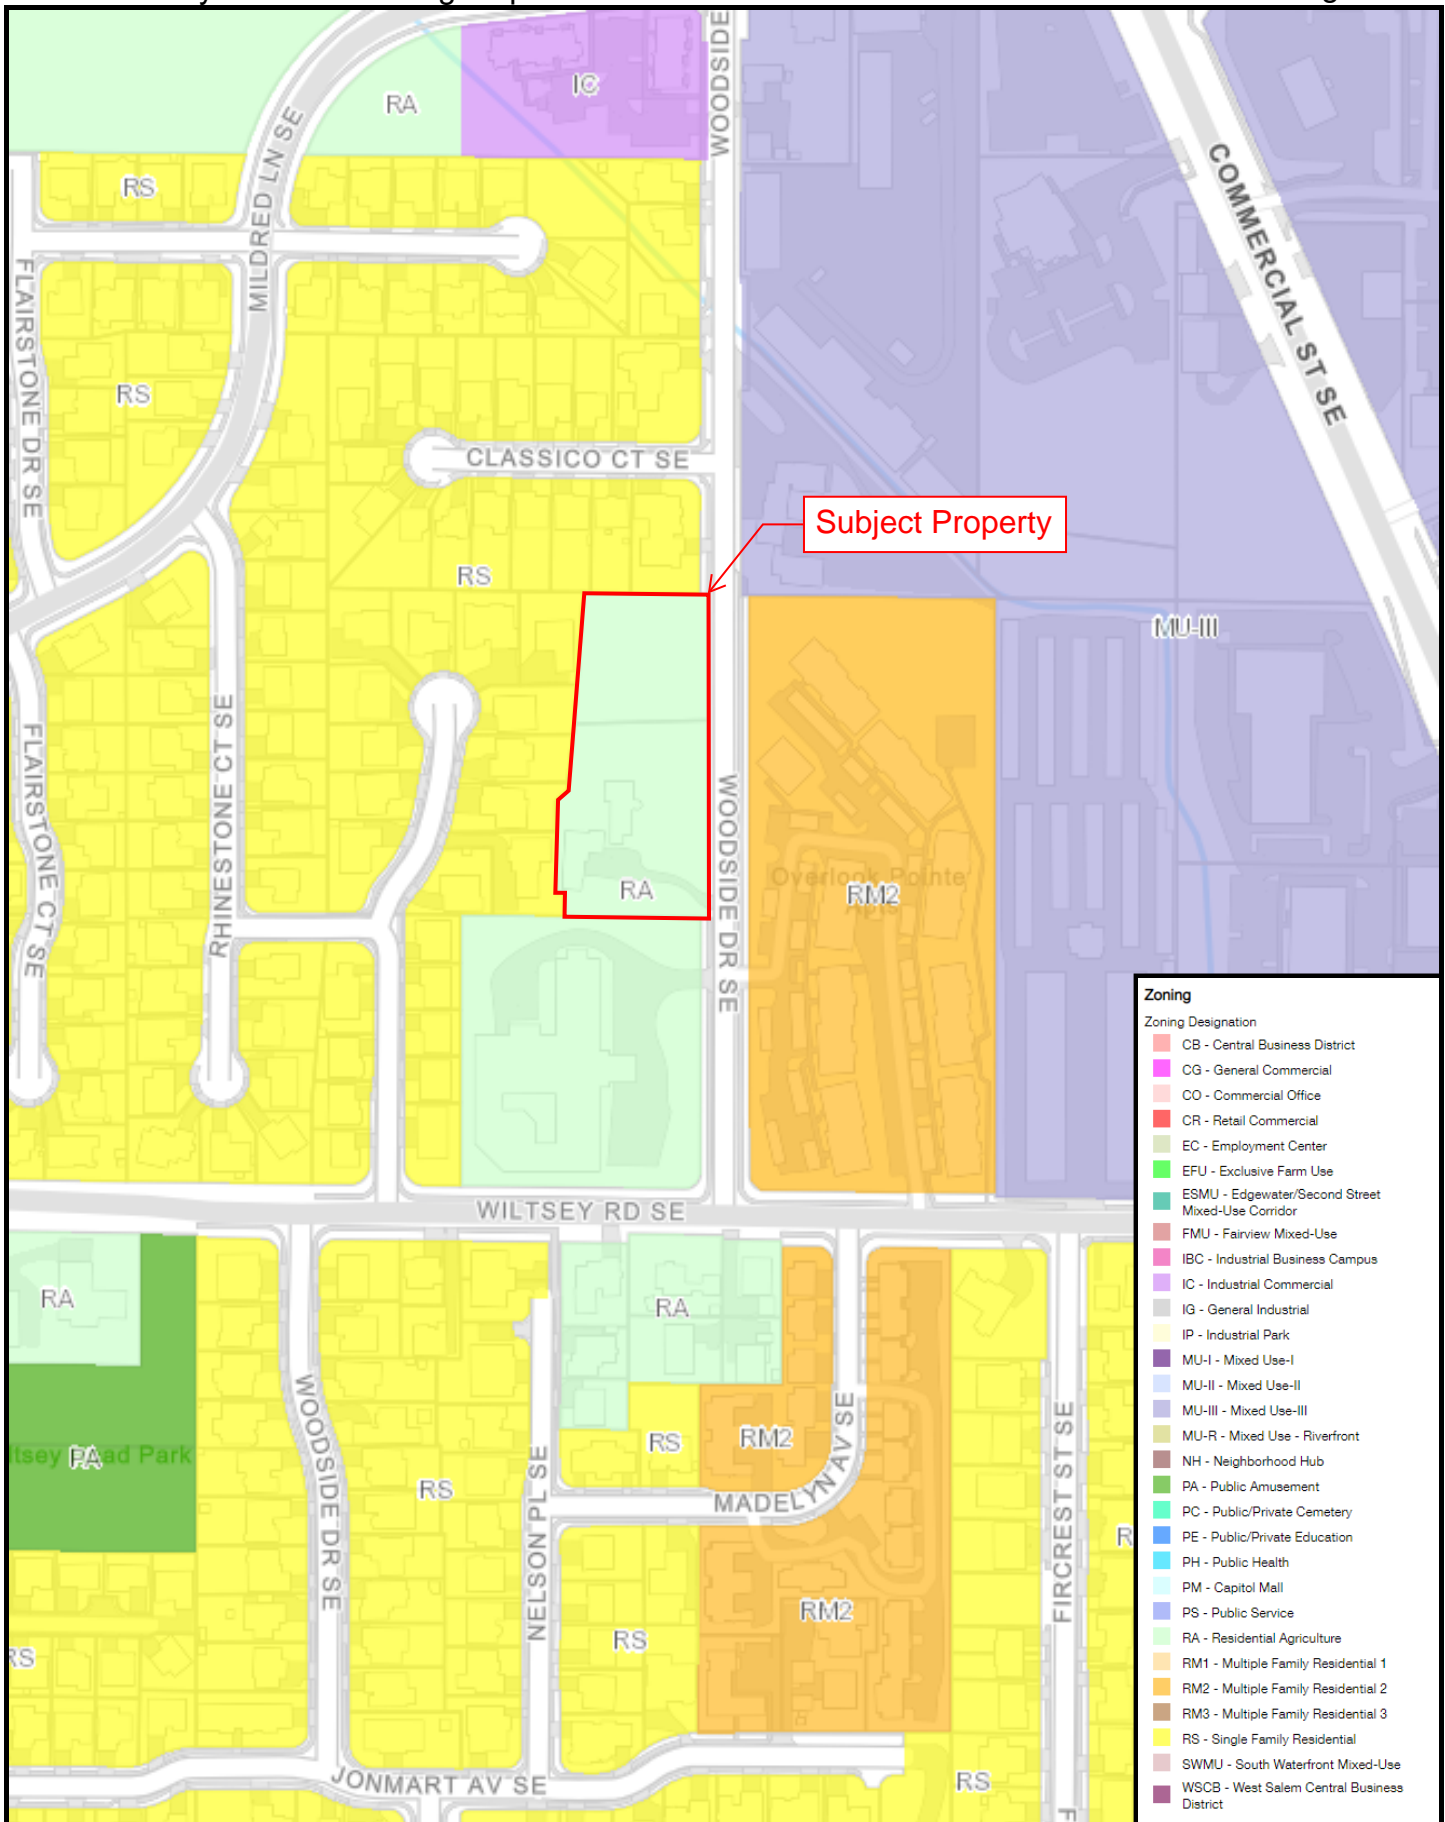 RA
IC
WOODSIDE
RS
MILDRED LN SE
COMMERCIAL ST SE
FLAIRSTONE DR SE
RS
CLASSICO CT SE
Subject Property
RS
MU-III
RHINESTONE CT SE
FLAIRSTONE CT SE
WOODSIDE DR SE
RA
Overlook Pointe
Apts
RM2
WILTSEY RD SE
RA
RA
WOODSIDE DR SE
PA
Park
RS
NELSON PL SE
RS
RM2
MADELYN AV SE
FIRCREST ST SE
RS
RS
RM2
JONMART AV SE
RS
Zoning
Zoning Designation
CB - Central Business District
CG - General Commercial
CO - Commercial Office
CR - Retail Commercial
EC - Employment Center
EFU - Exclusive Farm Use
ESMU - Edgewater/Second Street
Mixed-Use Corridor
FMU - Fairview Mixed-Use
IBC - Industrial Business Campus
IC - Industrial Commercial
IG - General Industrial
IP - Industrial Park
MU-I - Mixed Use-I
MU-II - Mixed Use-II
MU-III - Mixed Use-III
MU-R - Mixed Use - Riverfront
NH - Neighborhood Hub
PA - Public Amusement
PC - Public/Private Cemetery
PE - Public/Private Education
PH - Public Health
PM - Capitol Mall
PS - Public Service
RA - Residential Agriculture
RM1 - Multiple Family Residential 1
RM2 - Multiple Family Residential 2
RM3 - Multiple Family Residential 3
RS - Single Family Residential
SWMU - South Waterfront Mixed-Use
WSCB - West Salem Central Business
District